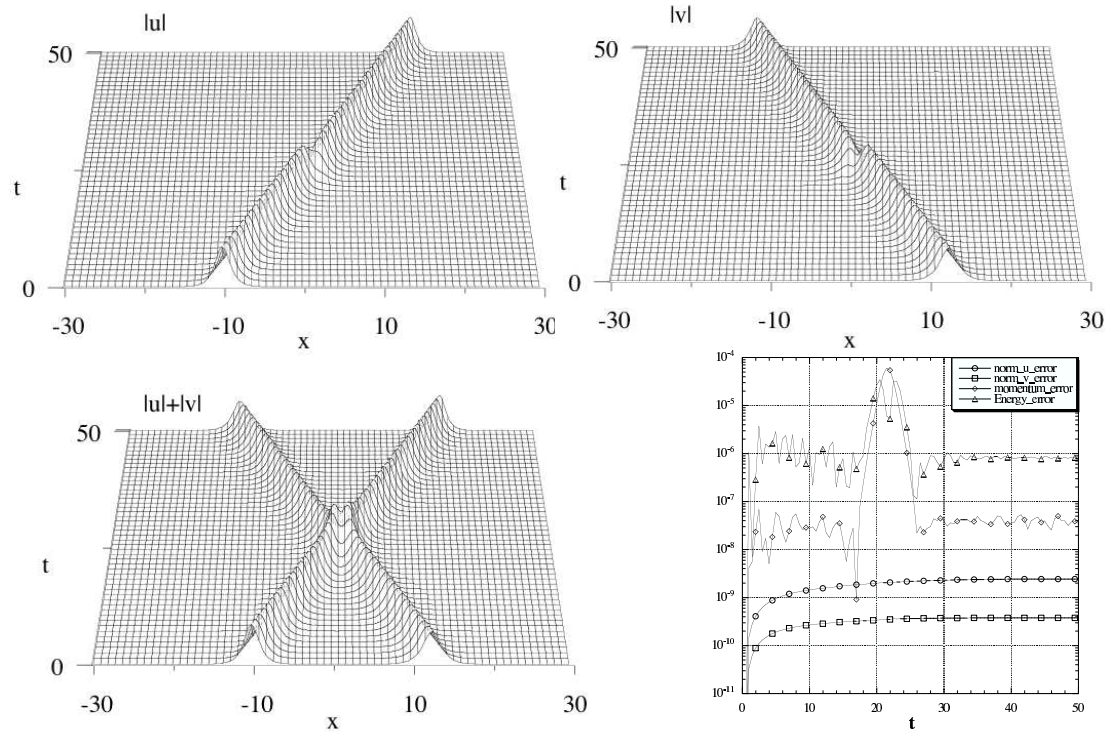 |u|
50
t
0
-30
-10
10
30
x
|v|
50
t
0
-30
-10
10
30
x
|u|+|v|
50
t
0
-30
-10
10
30
x
10-4
10-5
10-6
10-7
10-8
10-9
10-10
10-11
norm_u_error
norm_v_error
momentum_error
Energy_error
0 10 20 30 40 50
t